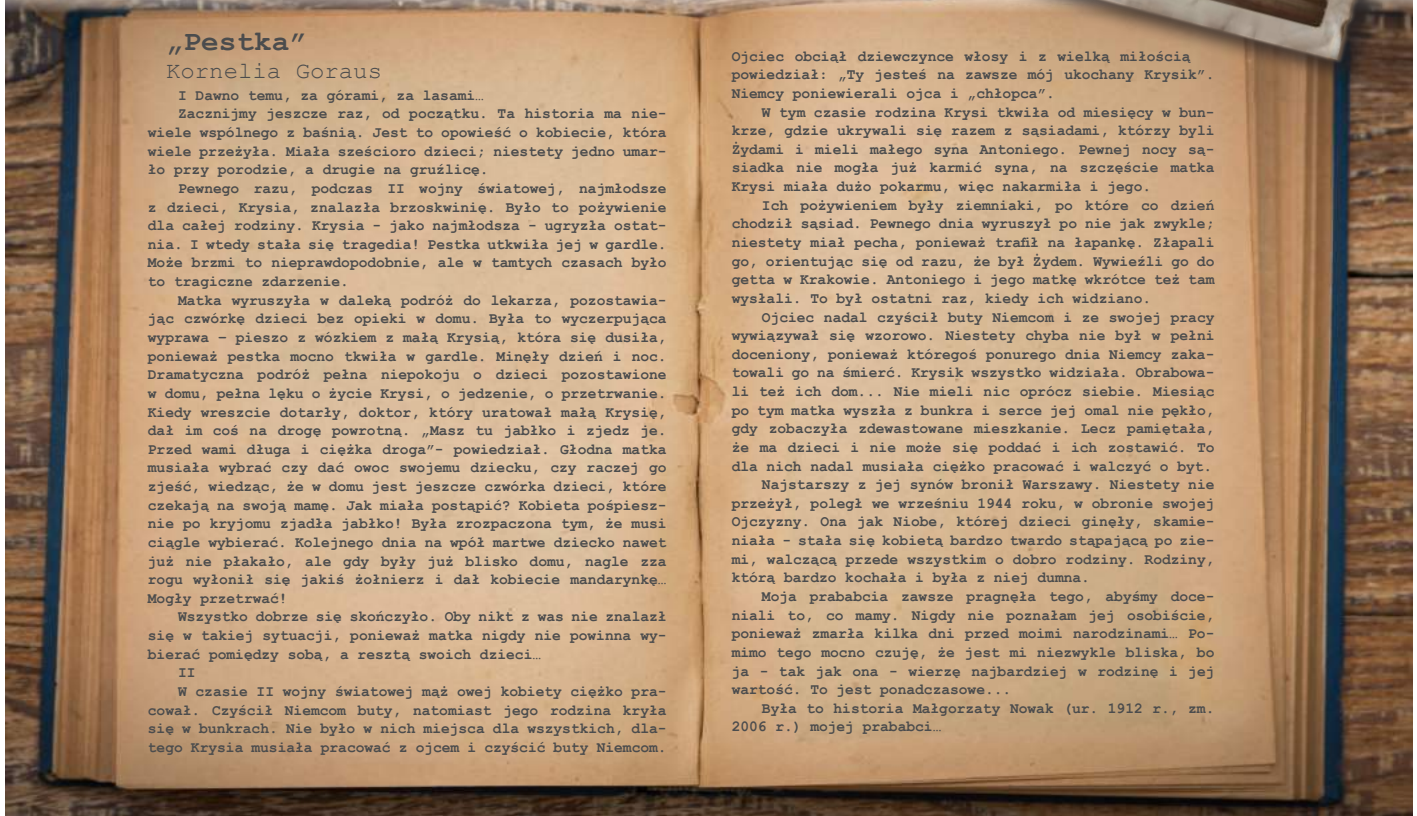 „Pestka”
Kornelia Goraus
I Dawno temu, za górami, za lasami…
Zacznijmy jeszcze raz, od początku. Ta historia ma nie-
wiele wspólnego z baśnią. Jest to opowieść o kobiecie, która
wiele przeżyła. Miała sześcioro dzieci; niestety jedno umar-
ło przy porodzie, a drugie na gruźlicę.
Pewnego razu, podczas II wojny światowej, najmłodsze
z dzieci, Krysia, znalazła brzoskwinię. Było to pożywienie
dla całej rodziny. Krysia – jako najmłodsza – ugryzła ostat-
nia. I wtedy stała się tragedia! Pestka utkwiła jej w gardle.
Może brzmi to nieprawdopodobnie, ale w tamtych czasach było
to tragiczne zdarzenie.
Matka wyruszyła w daleką podróż do lekarza, pozostawia-
jąc czwórkę dzieci bez opieki w domu. Była to wyczerpująca
wyprawa – pieszo z wózkiem z małą Krysią, która się dusiła,
ponieważ pestka mocno tkwiła w gardle. Minęły dzień i noc.
Dramatyczna podróż pełna niepokoju o dzieci pozostawione
w domu, pełna lęku o życie Krysi, o jedzenie, o przetrwanie.
Kiedy wreszcie dotarły, doktor, który uratował małą Krysię,
dał im coś na drogę powrotną. „Masz tu jabłko i zjedz je.
Przed wami długa i ciężka droga”- powiedział. Głodna matka
musiała wybrać czy dać owoc swojemu dziecku, czy raczej go
zjeść, wiedząc, że w domu jest jeszcze czwórka dzieci, które
czekają na swoją mamę. Jak miała postąpić? Kobieta pośpiesz-
nie po kryjomu zjadła jabłko! Była zrozpaczona tym, że musi
ciągle wybierać. Kolejnego dnia na wpół martwe dziecko nawet
już nie płakało, ale gdy były już blisko domu, nagle zza
rogu wyłonił się jakiś żołnierz i dał kobiecie mandarynkę…
Mogły przetrwać!
Wszystko dobrze się skończyło. Oby nikt z was nie znalazł
się w takiej sytuacji, ponieważ matka nigdy nie powinna wy-
bierać pomiędzy sobą, a resztą swoich dzieci…
II
W czasie II wojny światowej mąż owej kobiety ciężko pra-
cował. Czyścił Niemcom buty, natomiast jego rodzina kryła
się w bunkrach. Nie było w nich miejsca dla wszystkich, dla-
tego Krysia musiała pracować z ojcem i czyścić buty Niemcom.
Ojciec obciął dziewczynce włosy i z wielką miłością
powiedział: „Ty jesteś na zawsze mój ukochany Krysik”.
Niemcy poniewierali ojca i „chłopca”.
W tym czasie rodzina Krysi tkwiła od miesięcy w bun-
krze, gdzie ukrywali się razem z sąsiadami, którzy byli
Żydami i mieli małego syna Antoniego. Pewnej nocy są-
siadka nie mogła już karmić syna, na szczęście matka
Krysi miała dużo pokarmu, więc nakarmiła i jego.
Ich pożywieniem były ziemniaki, po które co dzień
chodził sąsiad. Pewnego dnia wyruszył po nie jak zwykle;
niestety miał pecha, ponieważ trafił na łapankę. Złapali
go, orientując się od razu, że był Żydem. Wywieźli go do
getta w Krakowie. Antoniego i jego matkę wkrótce też tam
wysłali. To był ostatni raz, kiedy ich widziano.
Ojciec nadal czyścił buty Niemcom i ze swojej pracy
wywiązywał się wzorowo. Niestety chyba nie był w pełni
doceniony, ponieważ któregoś ponurego dnia Niemcy zaka-
towali go na śmierć. Krysik wszystko widziała. Obrabowa-
li też ich dom... Nie mieli nic oprócz siebie. Miesiąc
po tym matka wyszła z bunkra i serce jej omal nie pękło,
gdy zobaczyła zdewastowane mieszkanie. Lecz pamiętała,
że ma dzieci i nie może się poddać i ich zostawić. To
dla nich nadal musiała ciężko pracować i walczyć o byt.
Najstarszy z jej synów bronił Warszawy. Niestety nie
przeżył, poległ we wrześniu 1944 roku, w obronie swojej
Ojczyzny. Ona jak Niobe, której dzieci ginęły, skamie-
niała – stała się kobietą bardzo twardo stąpającą po zie-
mi, walczącą przede wszystkim o dobro rodziny. Rodziny,
którą bardzo kochała i była z niej dumna.
Moja prababcia zawsze pragnęła tego, abyśmy doce-
niali to, co mamy. Nigdy nie poznałam jej osobiście,
ponieważ zmarła kilka dni przed moimi narodzinami… Po-
mimo tego mocno czuję, że jest mi niezwykle bliska, bo
ja – tak jak ona – wierzę najbardziej w rodzinę i jej
wartość. To jest ponadczasowe...
Była to historia Małgorzaty Nowak (ur. 1912 r., zm.
2006 r.) mojej prababci…